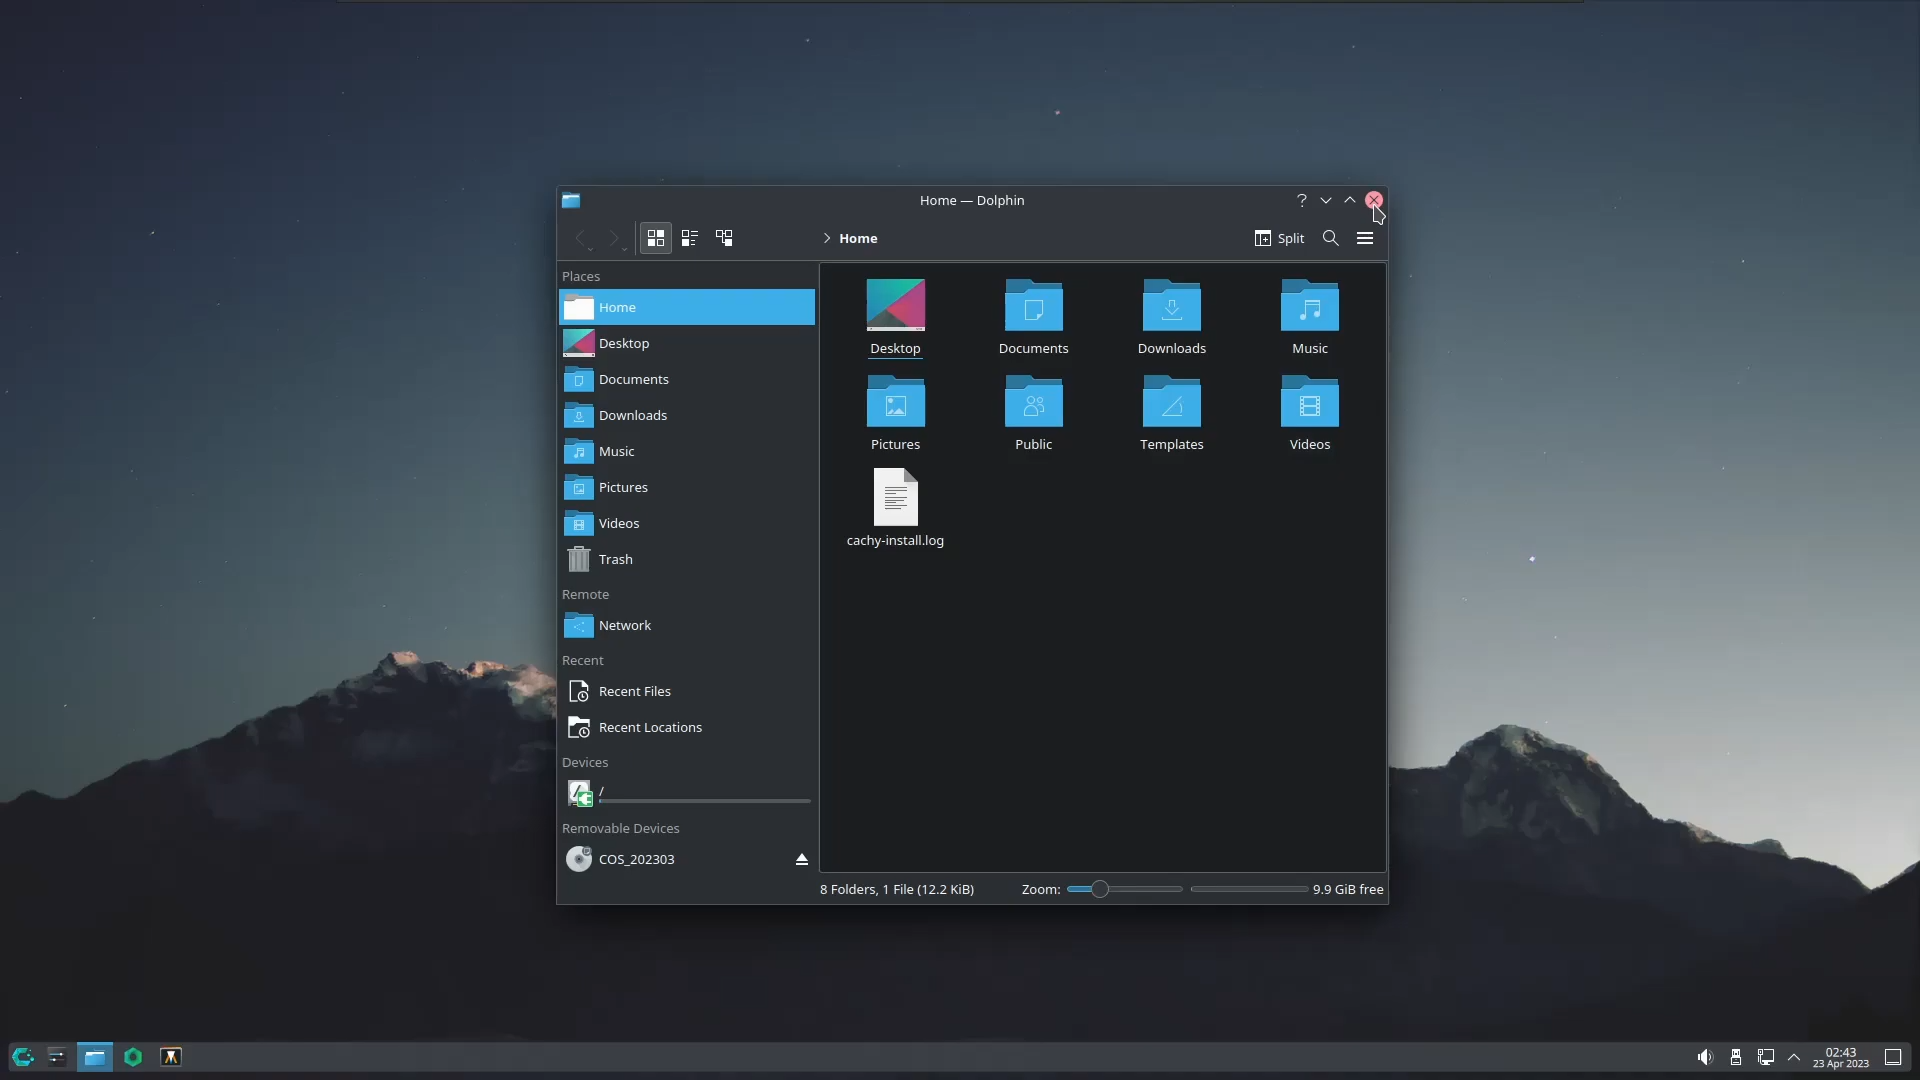 Home — Dolphin
Home
Split
Places
Home
Desktop
Documents
Downloads
Music
Pictures
Videos
Trash
Remote
Network
Recent
Recent Files
Recent Locations
Devices
/
Removable Devices
COS_202303
Desktop
Documents
Downloads
Music
Pictures
Public
Templates
Videos
cachy-install.log
8 Folders, 1 File (12.2 KiB)
Zoom:
9.9 GiB free
02:43
23 Apr 2023